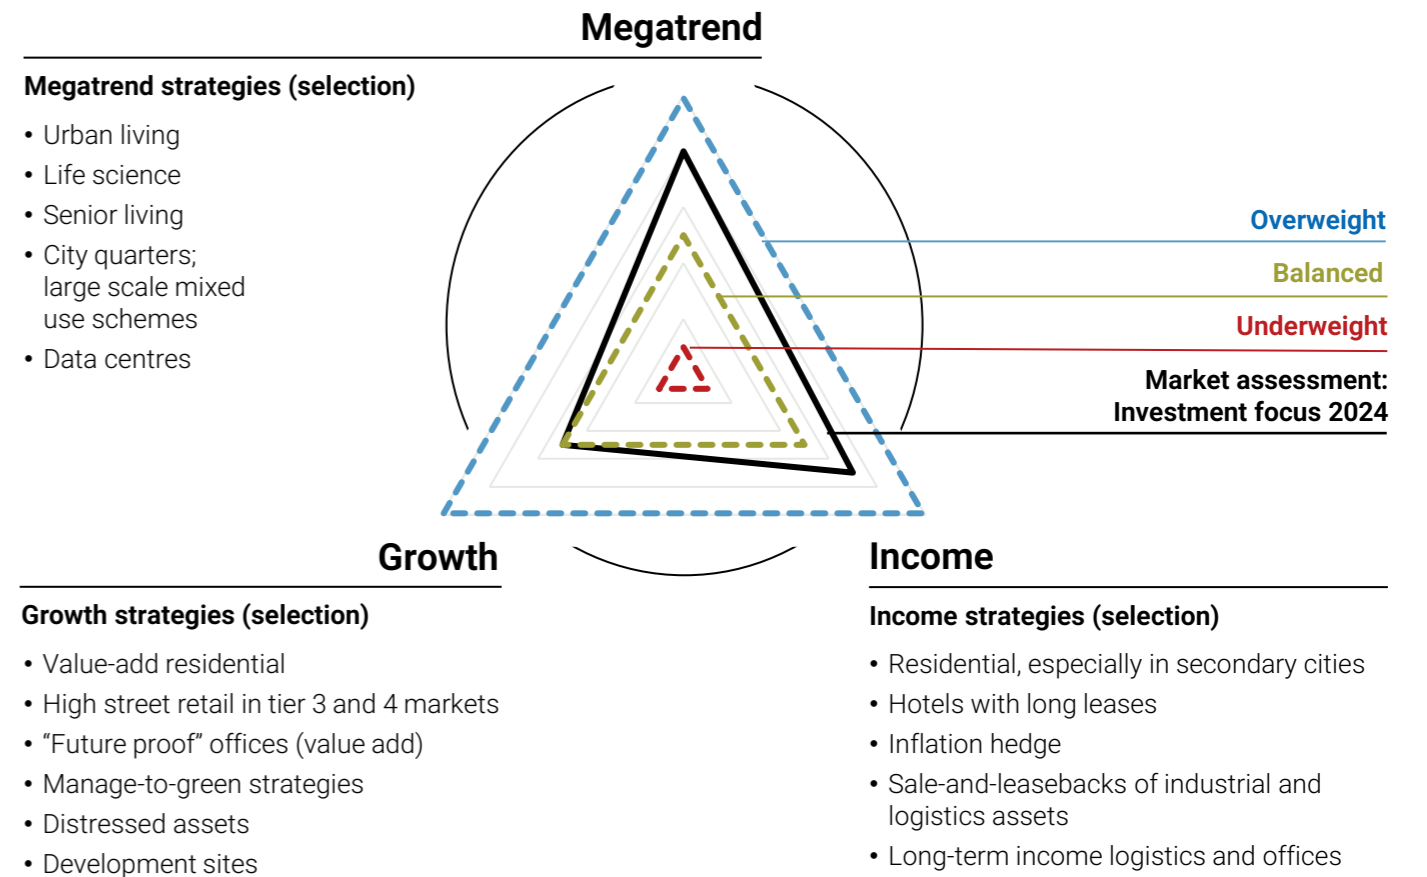 Megatrend
Megatrend strategies (selection)
• Urban living
• Life science
• Senior living
• City quarters;
large scale mixed
use schemes
• Data centres
Overweight
Balanced
Underweight
Market assessment:
Investment focus 2024
Growth
Growth strategies (selection)
• Value-add residential
• High street retail in tier 3 and 4 markets
• “Future proof” offices (value add)
• Manage-to-green strategies
• Distressed assets
• Development sites
Income
Income strategies (selection)
• Residential, especially in secondary cities
• Hotels with long leases
• Inflation hedge
• Sale-and-leasebacks of industrial and
logistics assets
• Long-term income logistics and offices